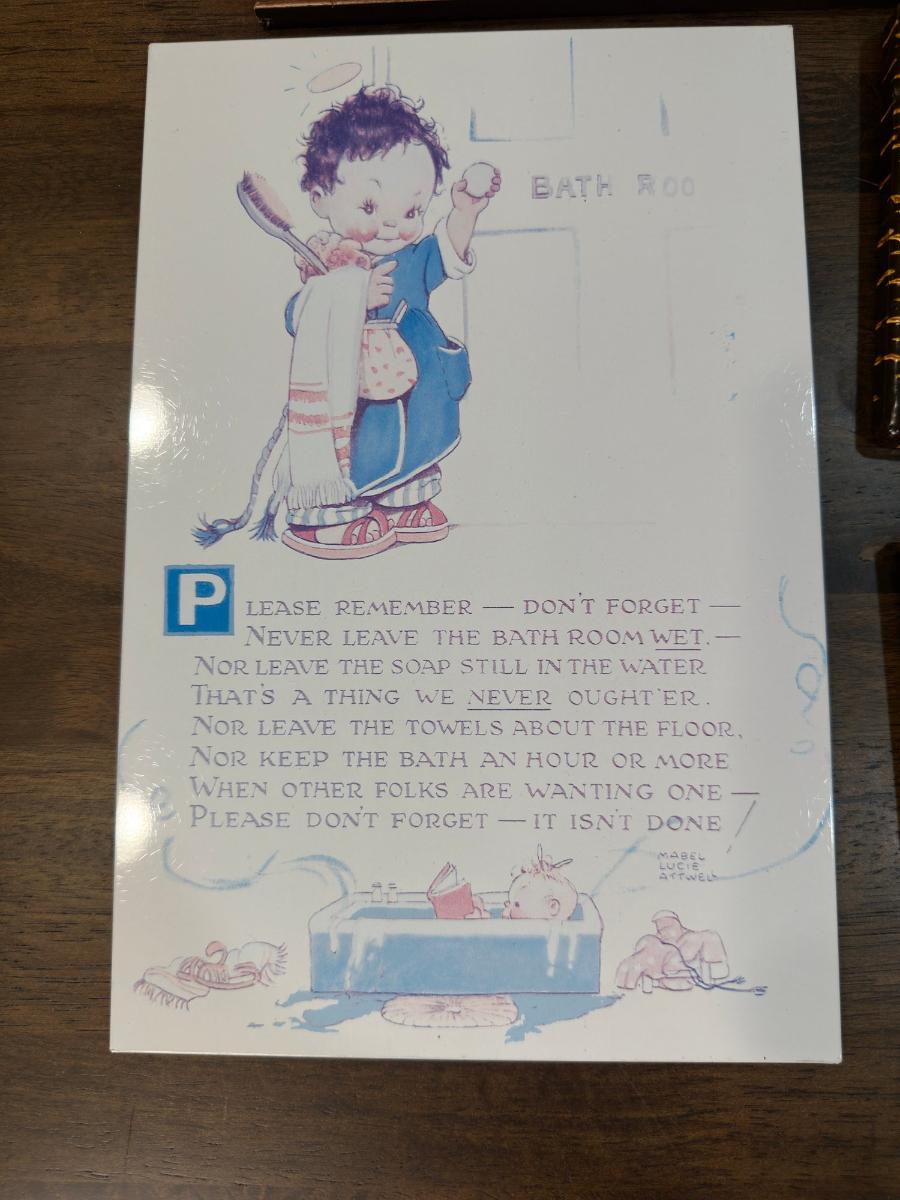 BATH ROO
PLEASE REMEMBER — DON'T FORGET —
NEVER LEAVE THE BATH ROOM WET. —
NOR LEAVE THE SOAP STILL IN THE WATER
THAT'S A THING WE NEVER OUGHT'ER.
NOR LEAVE THE TOWELS ABOUT THE FLOOR,
NOR KEEP THE BATH AN HOUR OR MORE
WHEN OTHER FOLKS ARE WANTING ONE —
PLEASE DON'T FORGET — IT ISN'T DONE!
MABEL
LUCIE
ATTWELL